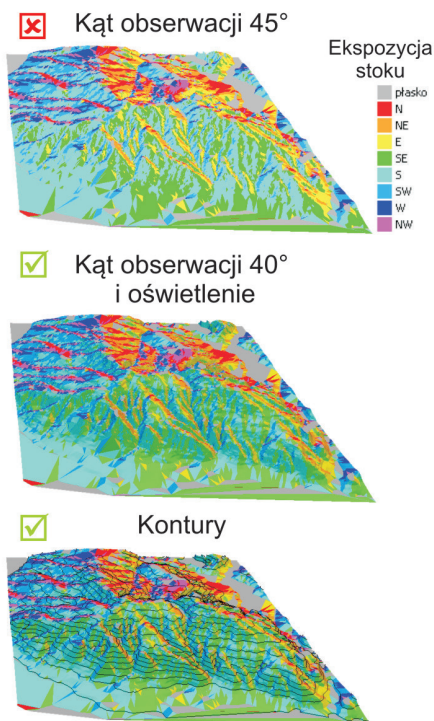 Kąt obserwacji 45°
Ekspozycja
stoku
płasko
N
NE
E
SE
S
SW
W
NW
Kąt obserwacji 40°
i oświetlenie
Kontury